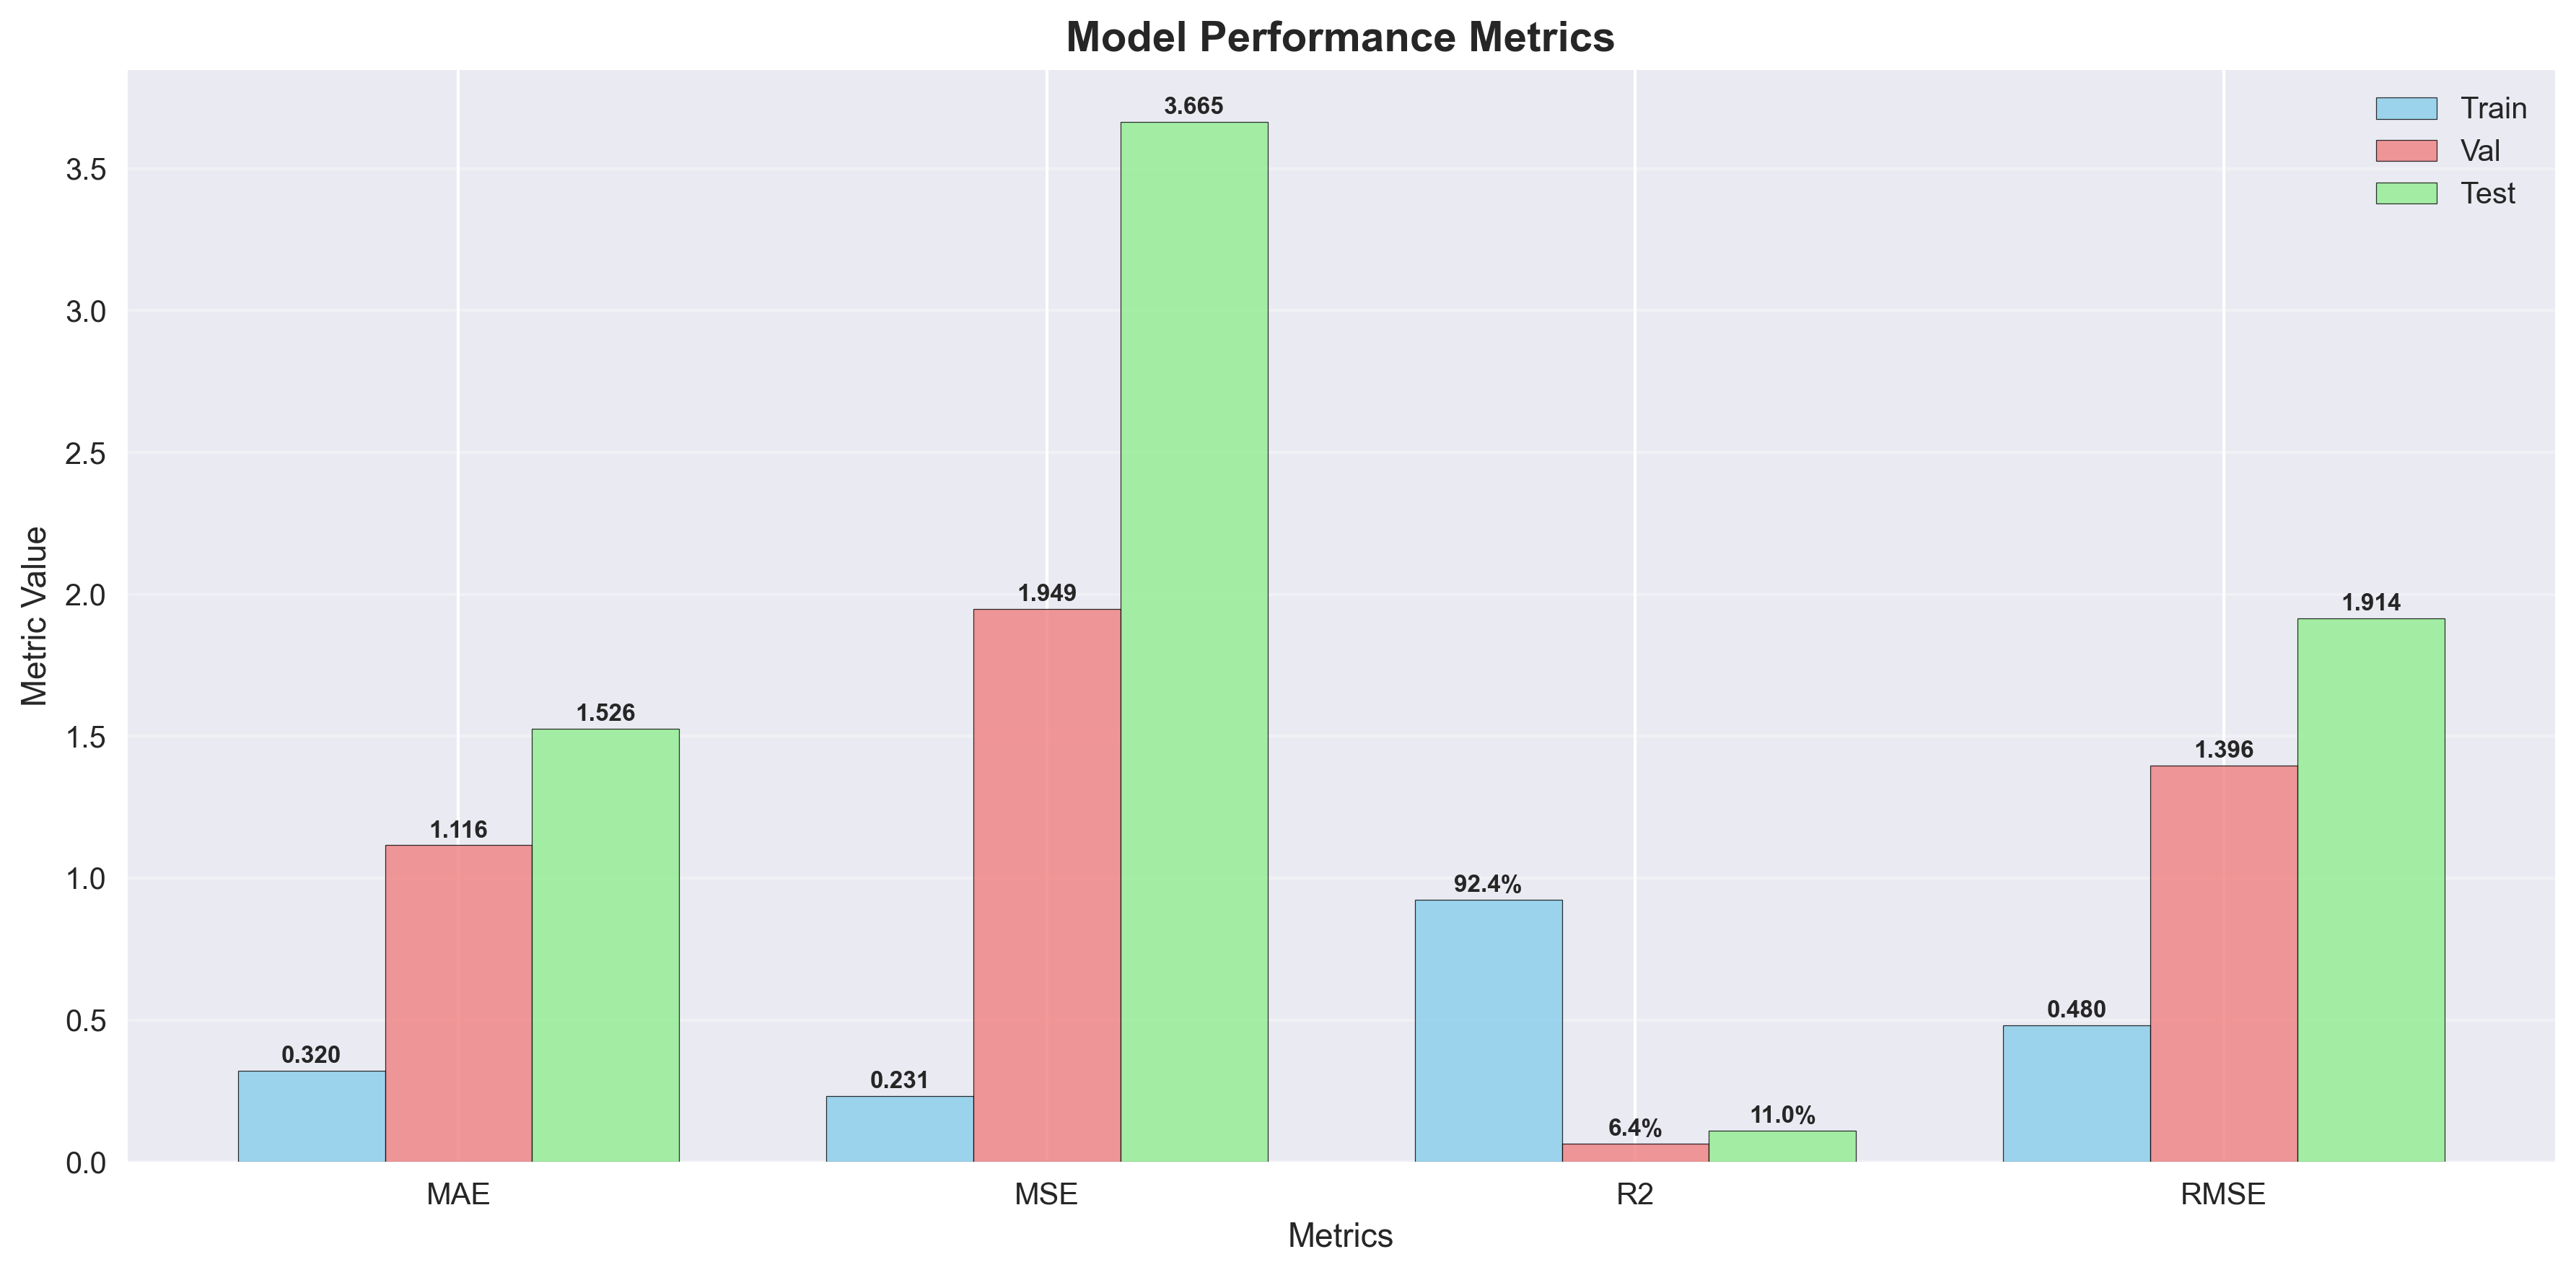 Model Performance Metrics
Train
Val
Test
Metric Value
3.5
3.0
2.5
2.0
1.5
1.0
0.5
0.0
0.320
1.116
1.526
0.231
1.949
3.665
92.4%
6.4%
11.0%
0.480
1.396
1.914
MAE
MSE
R2
RMSE
Metrics